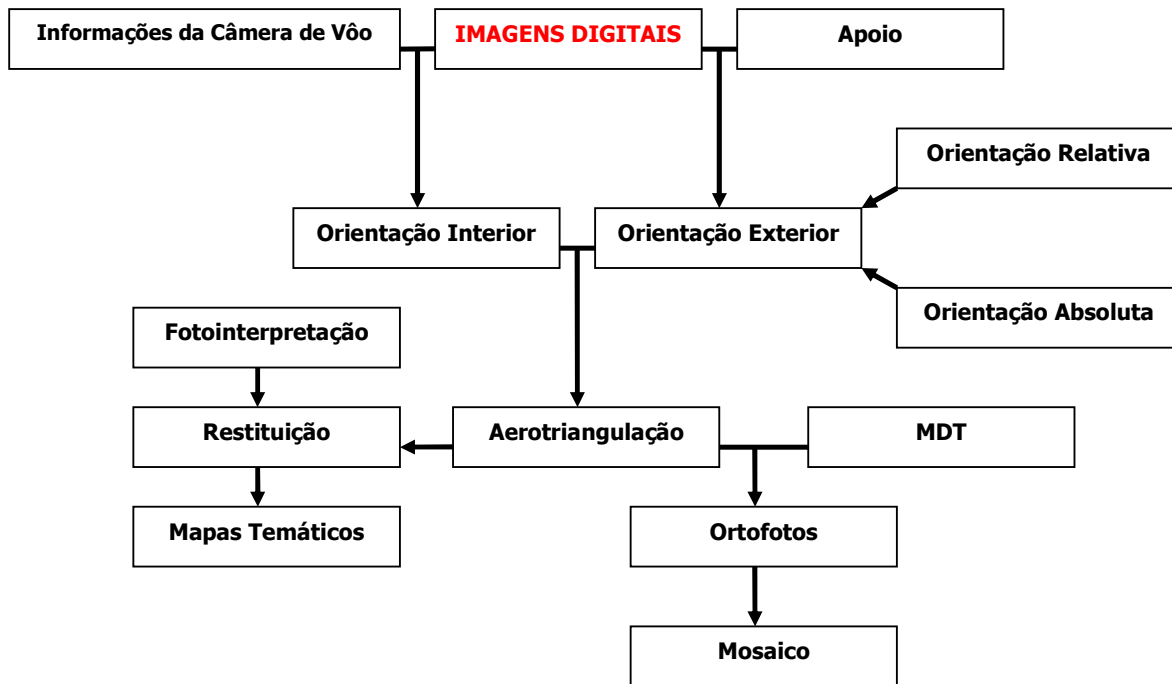 Informações da Câmera de Vôo
IMAGENS DIGITAIS
Apoio
Orientação Relativa
Orientação Interior
Orientação Exterior
Orientação Absoluta
Fotointerpretação
Restituição
Aerotriangulação
MDT
Mapas Temáticos
Ortofotos
Mosaico